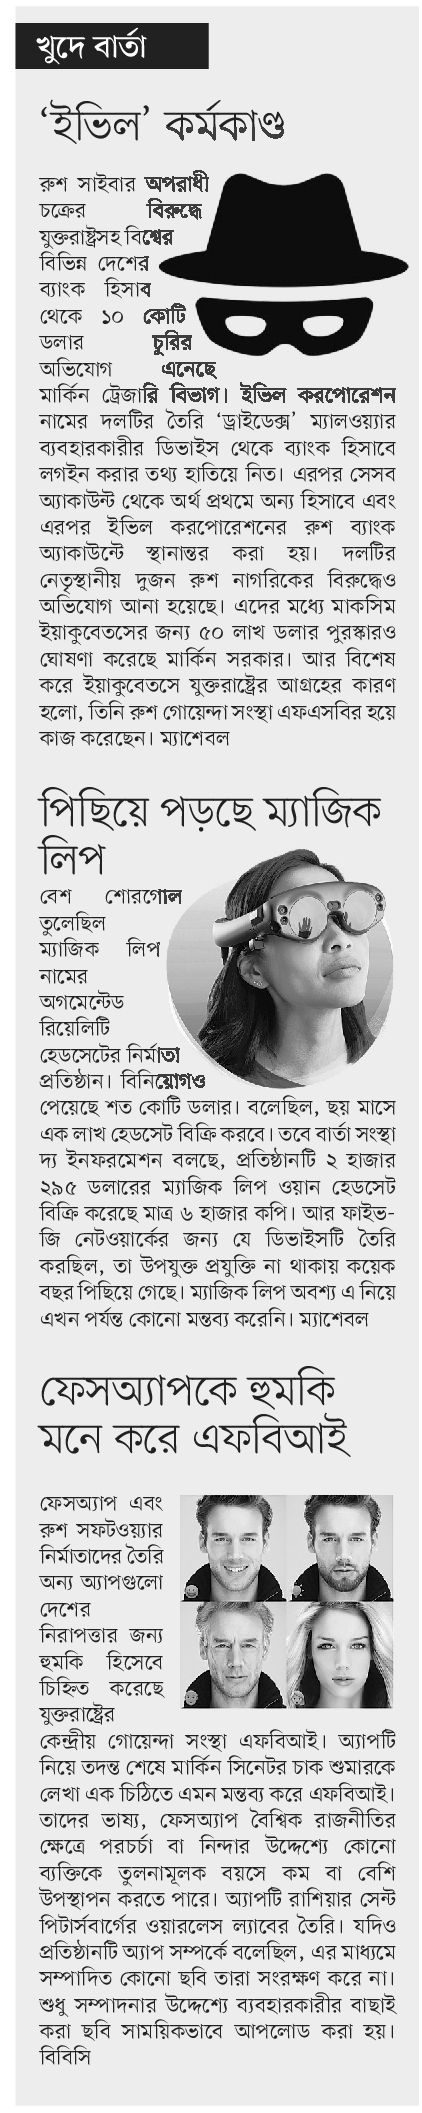 খুদে বার্তা
‘ইভিল’ কর্মকাণ্ড
রুশ সাইবার অপরাধী
চক্রের বিরুদ্ধে
যুক্তরাষ্ট্রসহ বিশ্বের
বিভিন্ন দেশের
ব্যাংক হিসাব
থেকে ১০ কোটি
ডলার চুরির
অভিযোগ এনেছে
মার্কিন ট্রেজারি বিভাগ। ইভিল করপোরেশন
নামের দলটির তৈরি ‘ড্রাইডেক্স’ ম্যালওয়্যার
ব্যবহারকারীর ডিভাইস থেকে ব্যাংক হিসাবে
লগইন করার তথ্য হাতিয়ে নিত। এরপর সেসব
অ্যাকাউন্ট থেকে অর্থ প্রথমে অন্য হিসাবে এবং
এরপর ইভিল করপোরেশনের রুশ ব্যাংক
অ্যাকাউন্টে স্থানান্তর করা হয়। দলটির
নেতৃস্থানীয় দুজন রুশ নাগরিকের বিরুদ্ধেও
অভিযোগ আনা হয়েছে। এদের মধ্যে মাকসিম
ইয়াকুবেতসের জন্য ৫০ লাখ ডলার পুরস্কারও
ঘোষণা করেছে মার্কিন সরকার। আর বিশেষ
করে ইয়াকুবেতসে যুক্তরাষ্ট্রের আগ্রহের কারণ
হলো, তিনি রুশ গোয়েন্দা সংস্থা এফএসবির হয়ে
কাজ করেছেন। ম্যাশেবল
পিছিয়ে পড়ছে ম্যাজিক
লিপ
বেশ শোরগোল
তুলেছিল
ম্যাজিক লিপ
নামের
অগমেন্টেড
রিয়েলিটি
হেডসেটের নির্মাতা
প্রতিষ্ঠান। বিনিয়োগও
পেয়েছে শত কোটি ডলার। বলেছিল, ছয় মাসে
এক লাখ হেডসেট বিক্রি করবে। তবে বার্তা সংস্থা
দ্য ইনফরমেশন বলছে, প্রতিষ্ঠানটি ২ হাজার
২৯৫ ডলারের ম্যাজিক লিপ ওয়ান হেডসেট
বিক্রি করেছে মাত্র ৬ হাজার কপি। আর ফাইভ-
জি নেটওয়ার্কের জন্য যে ডিভাইসটি তৈরি
করছিল, তা উপযুক্ত প্রযুক্তি না থাকায় কয়েক
বছর পিছিয়ে গেছে। ম্যাজিক লিপ অবশ্য এ নিয়ে
এখন পর্যন্ত কোনো মন্তব্য করেনি। ম্যাশেবল
ফেসঅ্যাপকে হুমকি
মনে করে এফবিআই
ফেসঅ্যাপ এবং
রুশ সফটওয়্যার
নির্মাতাদের তৈরি
অন্য অ্যাপগুলো
দেশের
নিরাপত্তার জন্য
হুমকি হিসেবে
চিহ্নিত করেছে
যুক্তরাষ্ট্রের
কেন্দ্রীয় গোয়েন্দা সংস্থা এফবিআই। অ্যাপটি
নিয়ে তদন্ত শেষে মার্কিন সিনেটর চাক শুমারকে
লেখা এক চিঠিতে এমন মন্তব্য করে এফবিআই।
তাদের ভাষ্য, ফেসঅ্যাপ বৈশ্বিক রাজনীতির
ক্ষেত্রে পরচর্চা বা নিন্দার উদ্দেশ্যে কোনো
ব্যক্তিকে তুলনামূলক বয়সে কম বা বেশি
উপস্থাপন করতে পারে। অ্যাপটি রাশিয়ার সেন্ট
পিটার্সবার্গের ওয়ারলেস ল্যাবের তৈরি। যদিও
প্রতিষ্ঠানটি অ্যাপ সম্পর্কে বলেছিল, এর মাধ্যমে
সম্পাদিত কোনো ছবি তারা সংরক্ষণ করে না।
শুধু সম্পাদনার উদ্দেশ্যে ব্যবহারকারীর বাছাই
করা ছবি সাময়িকভাবে আপলোড করা হয়।
বিবিসি